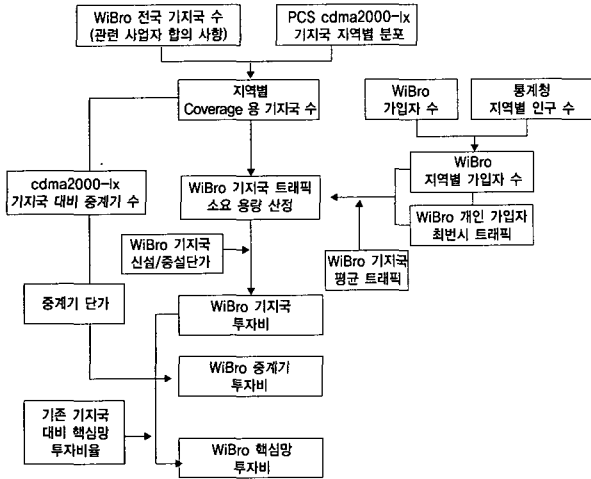 WiBro 전국 기지국 수
(관련 사업자 합의 사항)
PCS cdma2000-lx
기지국 지역별 분포
지역별
Coverage 용 기지국 수
WiBro
가입자 수
통계청
지역별 인구 수
WiBro
지역별 가입자 수
cdma2000-lx
기지국 대비 중계기 수
WiBro 기지국 트래픽
소요 용량 산정
WiBro 개인 가입자
최번시 트래픽
WiBro 기지국
신설/증설단가
WiBro 기지국
평균 트래픽
중계기 단가
WiBro 기지국
투자비
WiBro 중계기
투자비
기존 기지국
대비 핵심망
투자비율
WiBro 핵심망
투자비